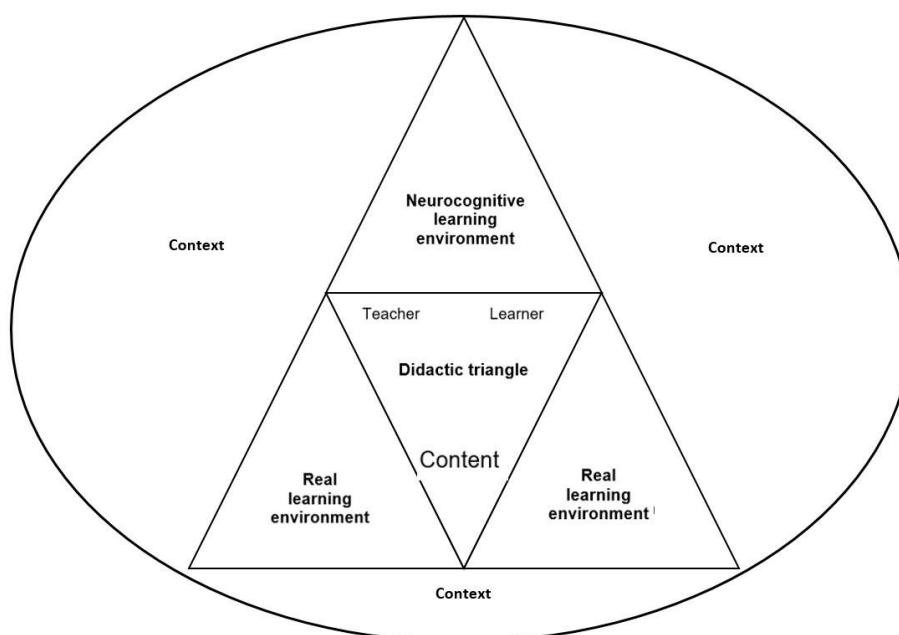 Neurocognitive
learning
environment
Context
Context
Teacher
Learner
Didactic triangle
Content
Real
learning
environment
Real
learning
environment
Context